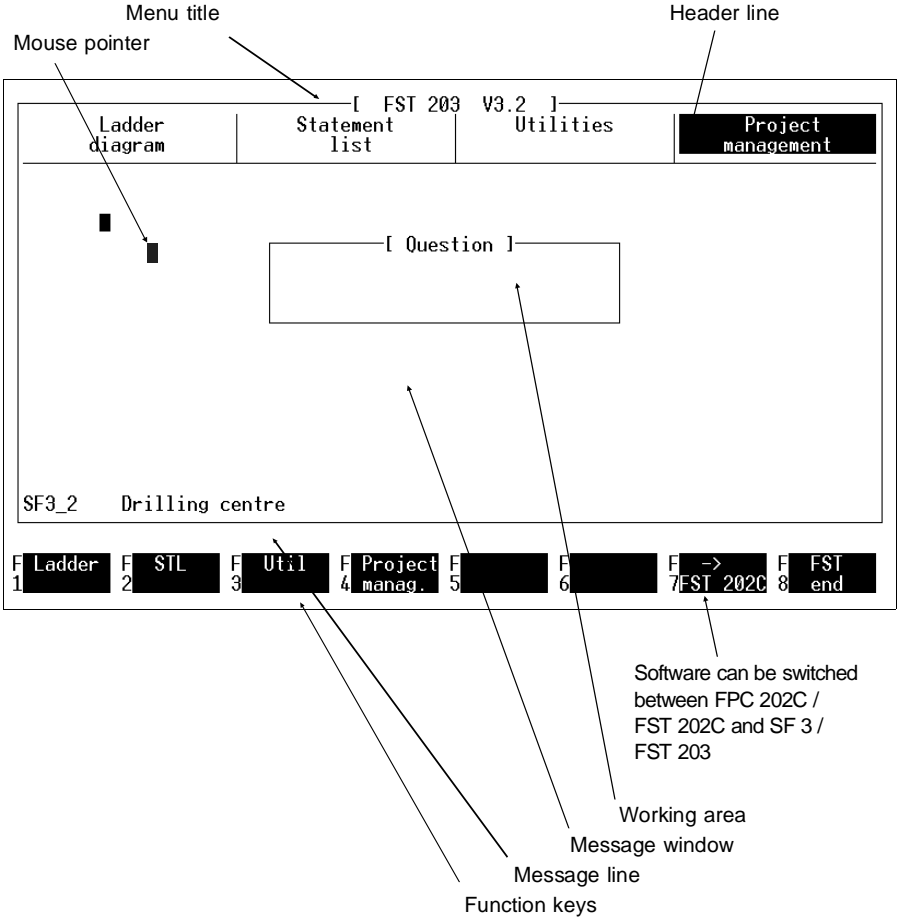 Menu title
Header line
Mouse pointer
[ FST 203 V3.2 ]
Ladder diagram
Statement list
Utilities
Project management
[ Question ]
SF3_2 Drilling centre
F1 Ladder
F2 STL
F3 Util
F4 Project manag.
F5
F6
F7 -> FST 202C
F8 FST end
Software can be switched
between FPC 202C /
FST 202C and SF 3 /
FST 203
Working area
Message window
Message line
Function keys